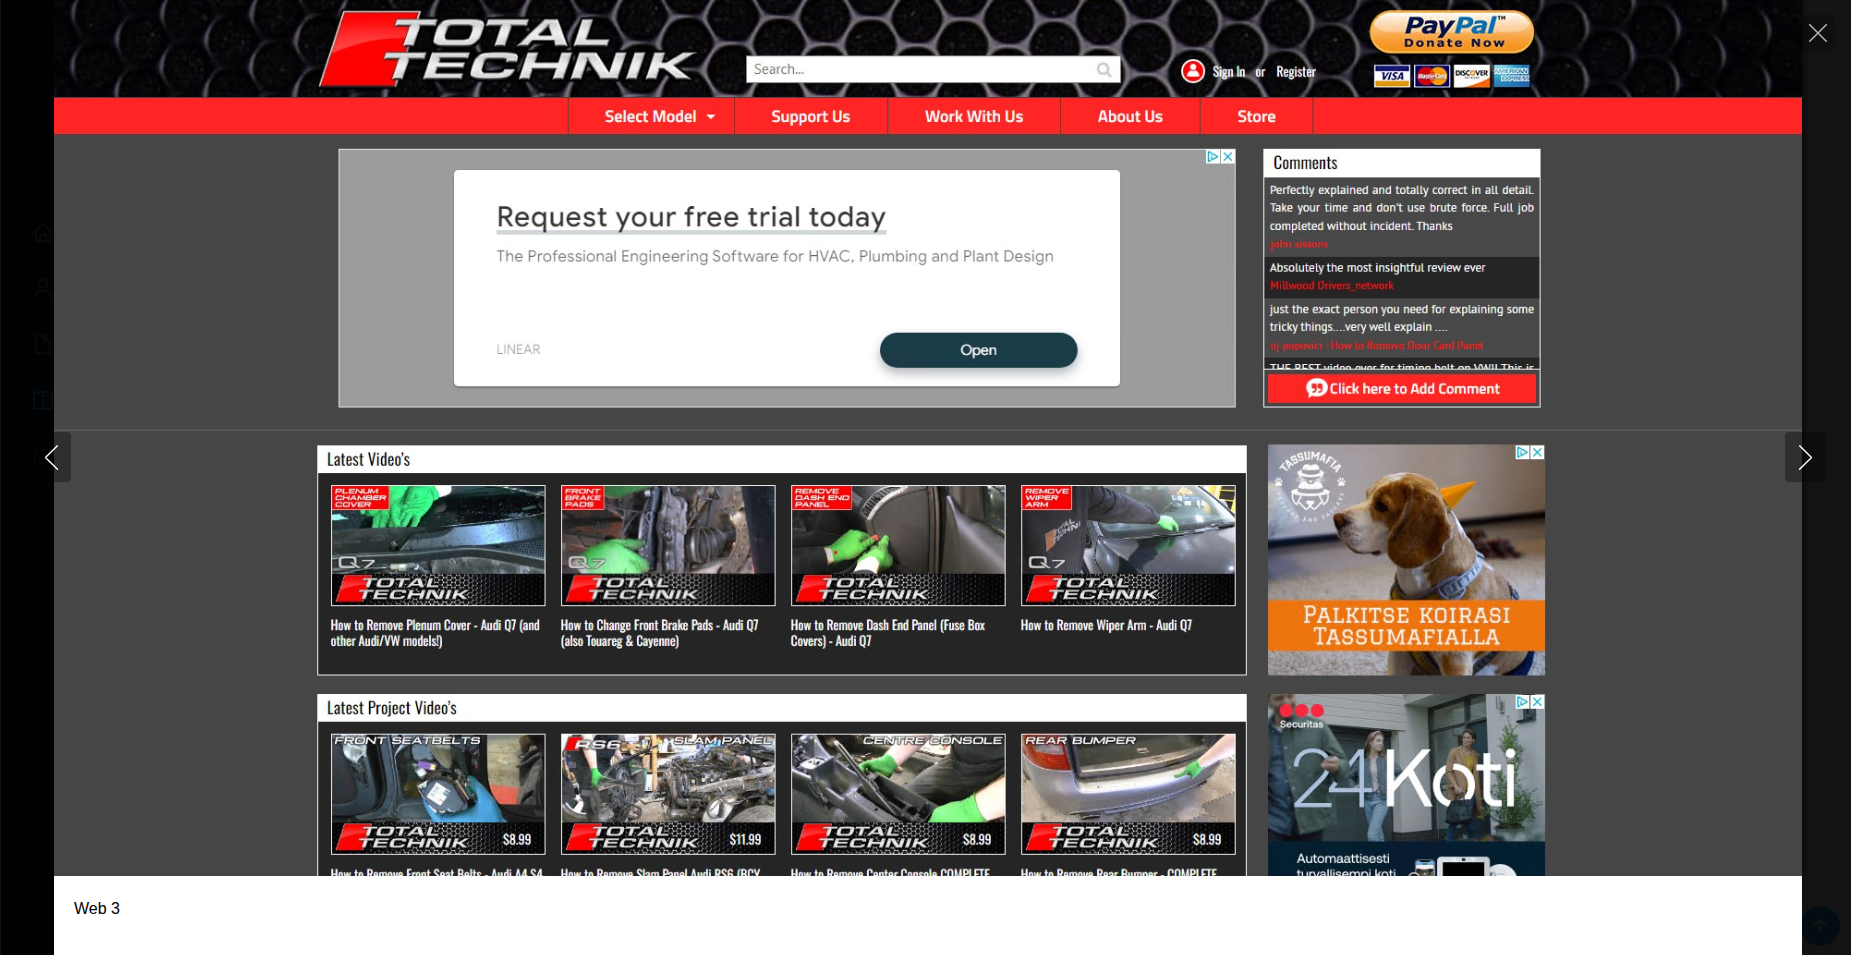 TOTAL
TECHNIK
Search...
Sign In or Register
PayPal™
Donate Now
VISA MasterCard DISCOVER AMERICAN EXPRESS
Select Model
Support Us
Work With Us
About Us
Store
Request your free trial today
The Professional Engineering Software for HVAC, Plumbing and Plant Design
LINEAR
Open
Comments
Perfectly explained and totally correct in all detail.
Take your time and don't use brute force. Full job
completed without incident. Thanks
john sissons
Absolutely the most insightful review ever
Millwood Drivers_network
just the exact person you need for explaining some
tricky things....very well explain ....
oj popovici - How to Remove Door Card Panel
THE BEST video ever for timing belt on VW!! This is
Click here to Add Comment
Latest Video's
PLENUM
CHAMBER
COVER
Q7
TOTAL
TECHNIK
How to Remove Plenum Cover - Audi Q7 (and
other Audi/VW models!)
FRONT
BRAKE
PADS
Q7
TOTAL
TECHNIK
How to Change Front Brake Pads - Audi Q7
(also Touareg & Cayenne)
REMOVE
DASH END
PANEL
TOTAL
TECHNIK
How to Remove Dash End Panel (Fuse Box
Covers) - Audi Q7
REMOVE
WIPER
ARM
Q7
TOTAL
TECHNIK
How to Remove Wiper Arm - Audi Q7
TASSUMAFIA
PALKITSE KOIRASI
TASSUMAFIALLA
Latest Project Video's
FRONT SEATBELTS
TOTAL
TECHNIK
$8.99
How to Remove Front Seat Belts - Audi A4 S4
RS6 SLAM PANEL
TOTAL
TECHNIK
$11.99
How to Remove Slam Panel Audi RS6 (BCY
CENTRE CONSOLE
TOTAL
TECHNIK
$8.99
How to Remove Center Console COMPLETE
REAR BUMPER
TOTAL
TECHNIK
$8.99
How to Remove Rear Bumper - COMPLETE
Securitas
24Koti
Automaattisesti
turvallisempi koti
Web 3